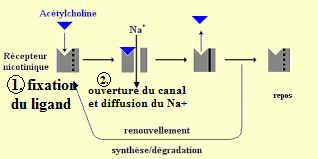 Acétylcholine
Na+
Récepteur
nicotinique
1. fixation
du ligand
2.
ouverture du canal
et diffusion du Na+
repos
renouvellement
synthèse/dégradation